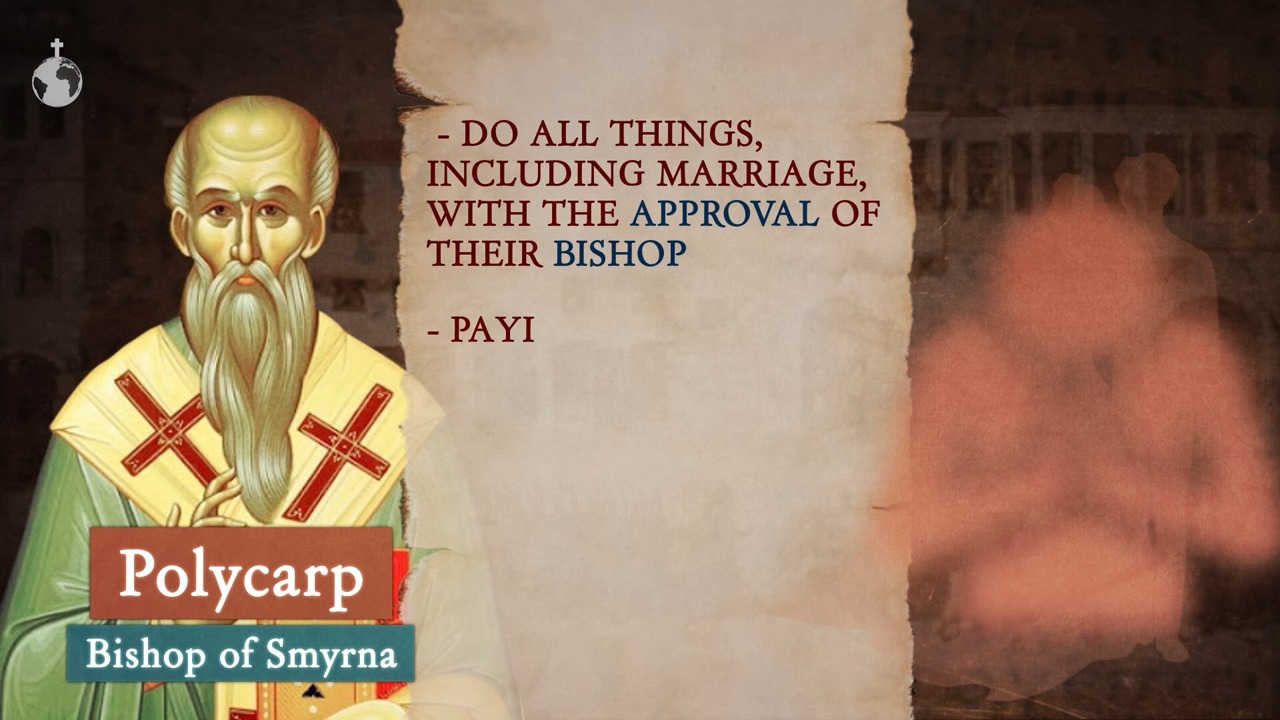 - DO ALL THINGS,
INCLUDING MARRIAGE,
WITH THE APPROVAL OF
THEIR BISHOP
- PAYI
Polycarp
Bishop of Smyrna